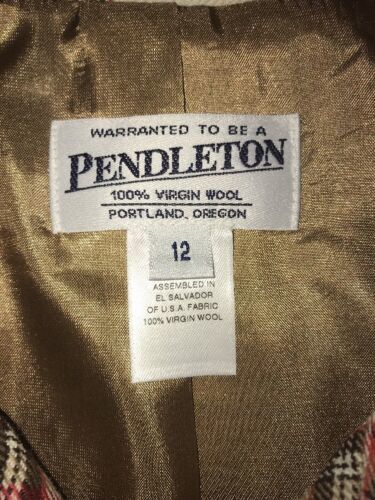 WARRANTED TO BE A
PENDLETON
100% VIRGIN WOOL
PORTLAND, OREGON
12
ASSEMBLED IN
EL SALVADOR
OF U.S.A. FABRIC
100% VIRGIN WOOL